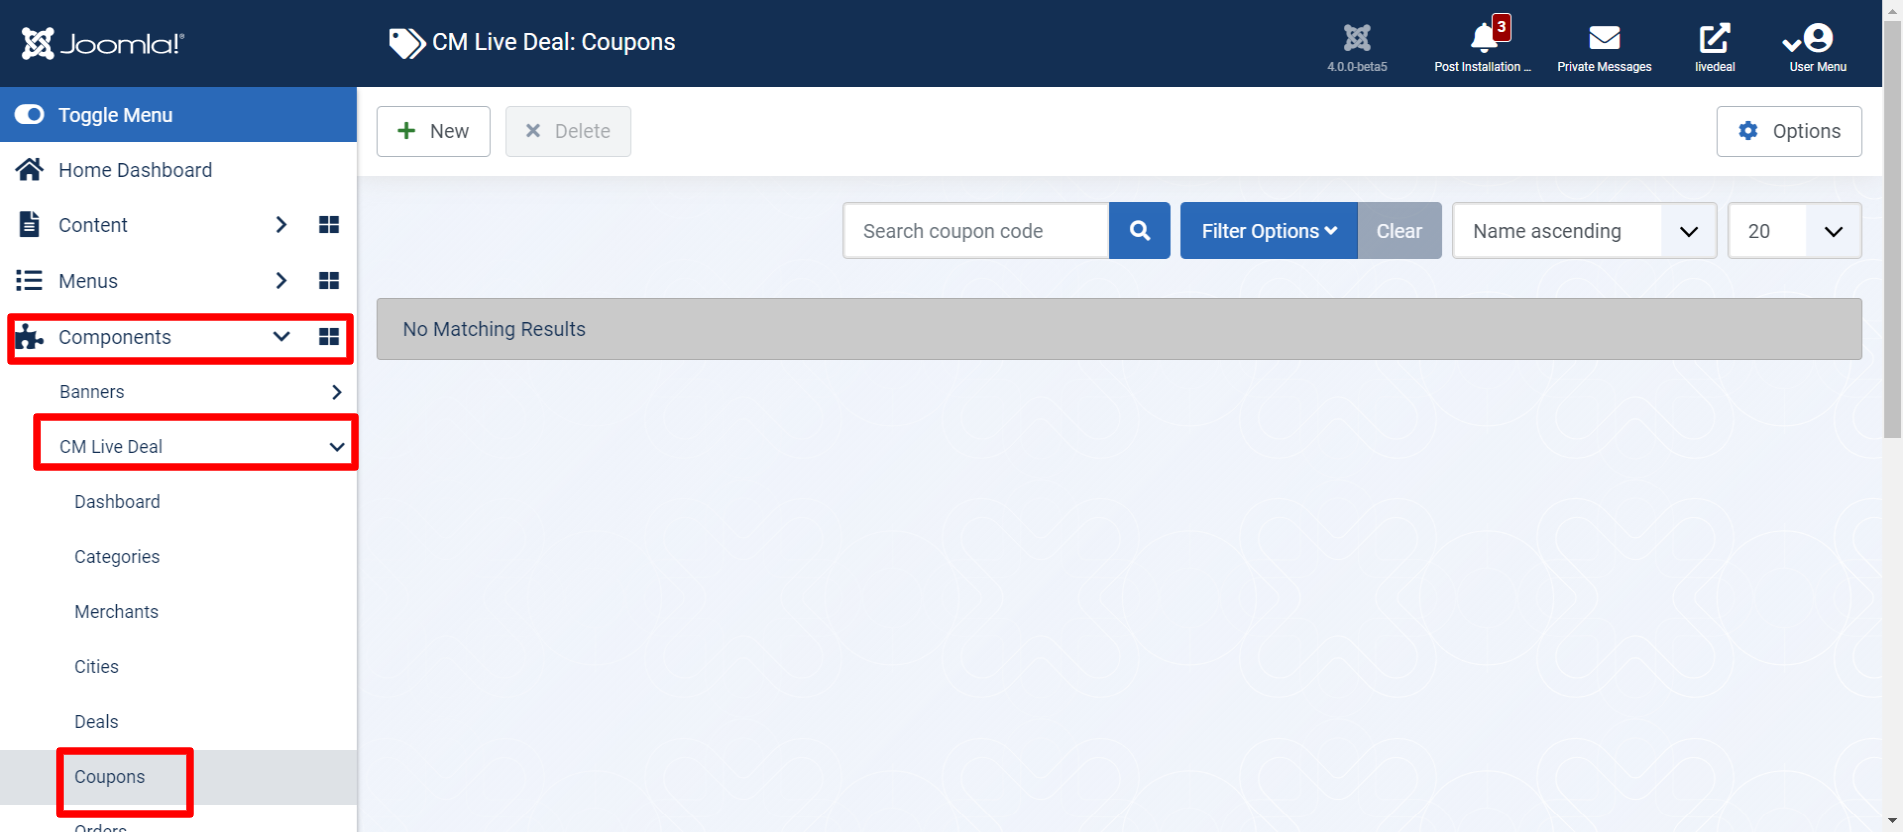 Joomla!®
CM Live Deal: Coupons
4.0.0-beta5
3
Post Installation ...
Private Messages
livedeal
User Menu
Toggle Menu
Home Dashboard
Content
Menus
Components
Banners
CM Live Deal
Dashboard
Categories
Merchants
Cities
Deals
Coupons
Orders
New
Delete
Options
Search coupon code
Filter Options
Clear
Name ascending
20
No Matching Results